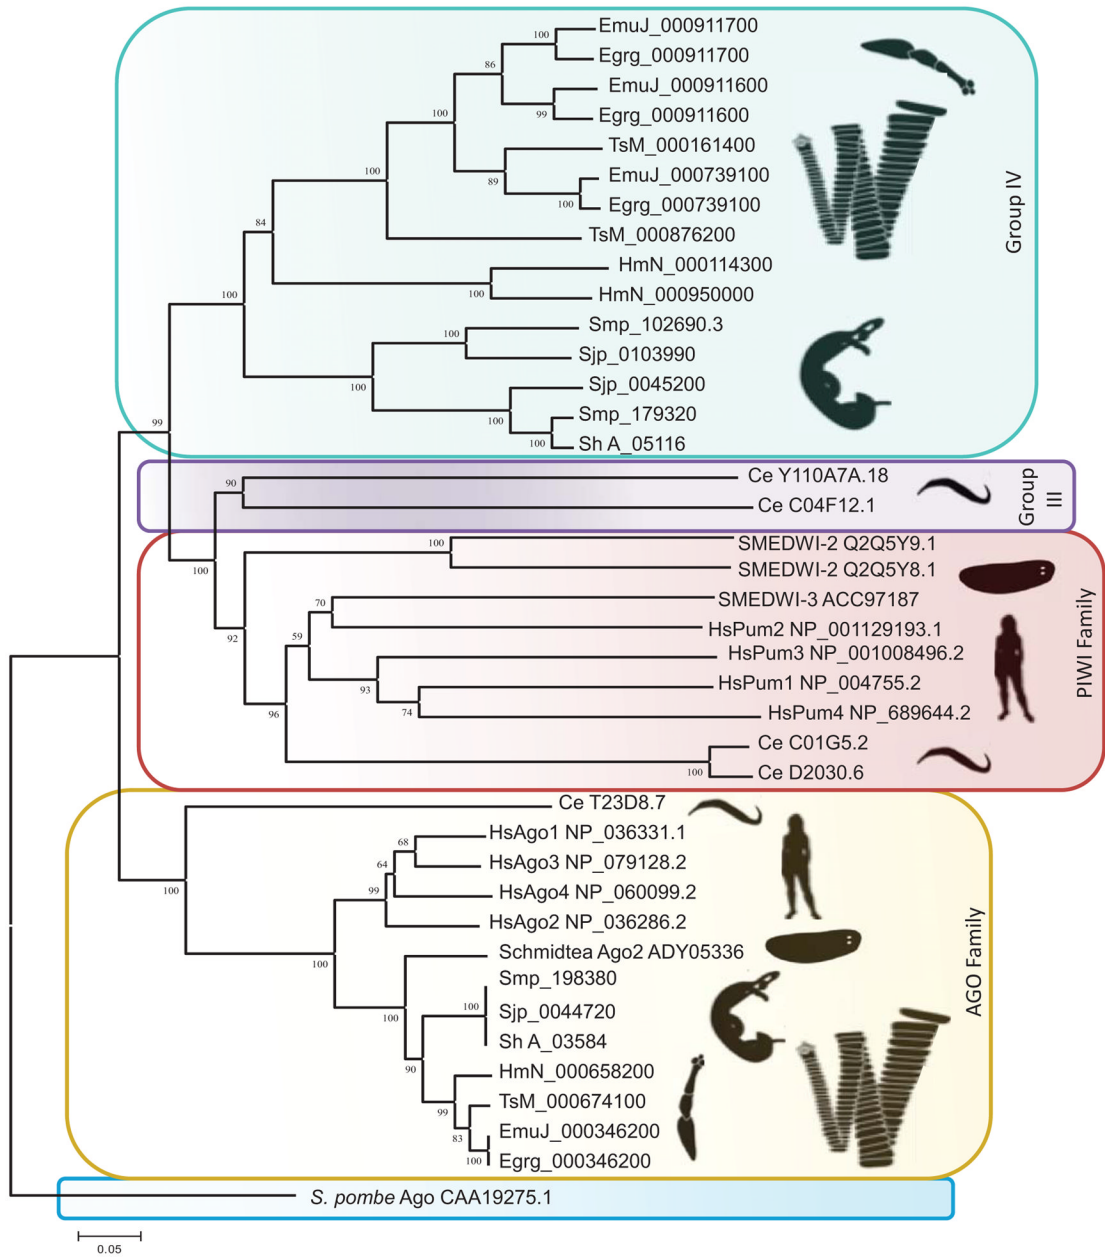 EmuJ_000911700
100
Egrg_000911700
86
EmuJ_000911600
99
Egrg_000911600
100
TsM_000161400
89
EmuJ_000739100
100
Egrg_000739100
100
TsM_000876200
84
HmN_000114300
100
HmN_000950000
100
Smp_102690.3
100
Sjp_0103990
100
Sjp_0045200
100
Smp_179320
100
Sh A_05116
Group IV
99
Ce Y110A7A.18
90
Ce C04F12.1
Group
III
100
SMEDWI-2 Q2Q5Y9.1
100
SMEDWI-2 Q2Q5Y8.1
92
SMEDWI-3 ACC97187
70
HsPum2 NP_001129193.1
59
HsPum3 NP_001008496.2
93
HsPum1 NP_004755.2
74
HsPum4 NP_689644.2
96
Ce C01G5.2
100
Ce D2030.6
PIWI Family
Ce T23D8.7
100
HsAgo1 NP_036331.1
68
HsAgo3 NP_079128.2
64
HsAgo4 NP_060099.2
99
HsAgo2 NP_036286.2
100
Schmidtea Ago2 ADY05336
100
Smp_198380
100
Sjp_0044720
Sh A_03584
90
HmN_000658200
99
TsM_000674100
83
EmuJ_000346200
100
Egrg_000346200
AGO Family
S. pombe Ago CAA19275.1
0.05